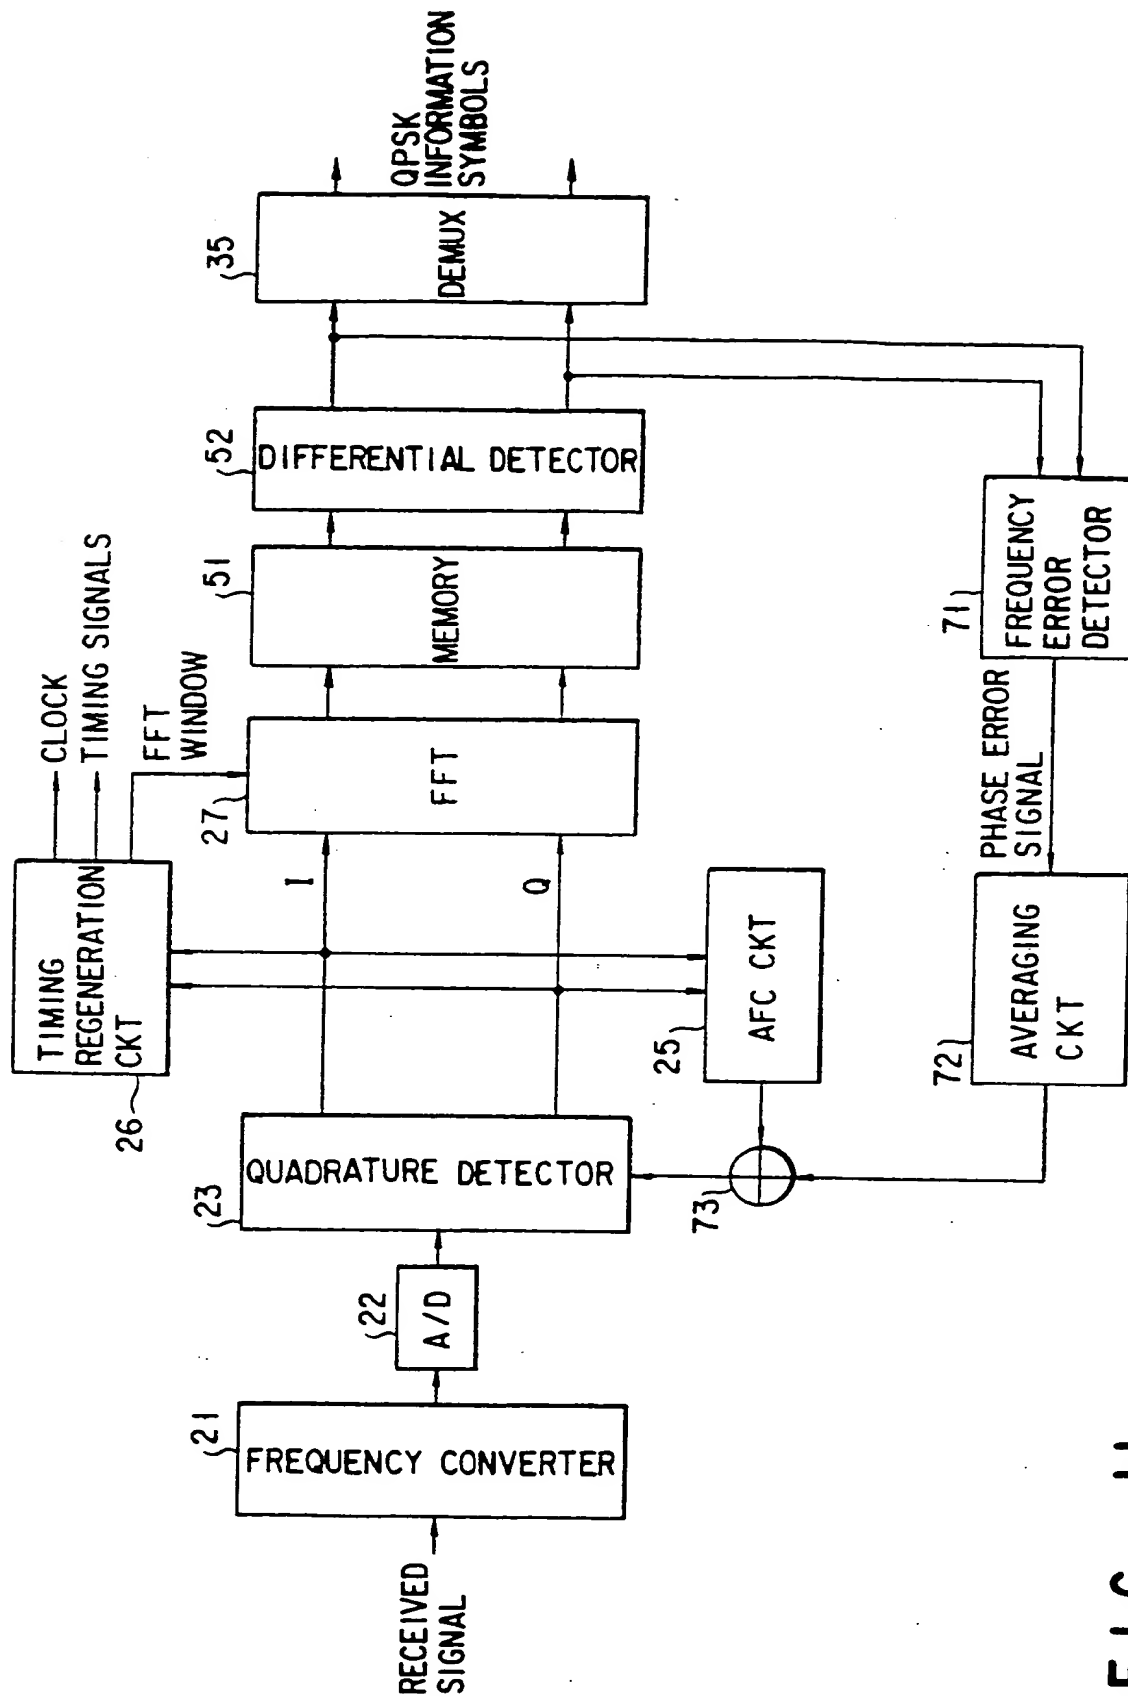 RECEIVED
SIGNAL
21
FREQUENCY CONVERTER
22
A/D
23
QUADRATURE DETECTOR
26
TIMING
REGENERATION
CKT
CLOCK
TIMING SIGNALS
FFT
WINDOW
I
Q
27
FFT
51
MEMORY
52
DIFFERENTIAL DETECTOR
35
DEMUX
QPSK
INFORMATION
SYMBOLS
73
25
AFC CKT
72
AVERAGING
CKT
PHASE ERROR
SIGNAL
71
FREQUENCY
ERROR
DETECTOR